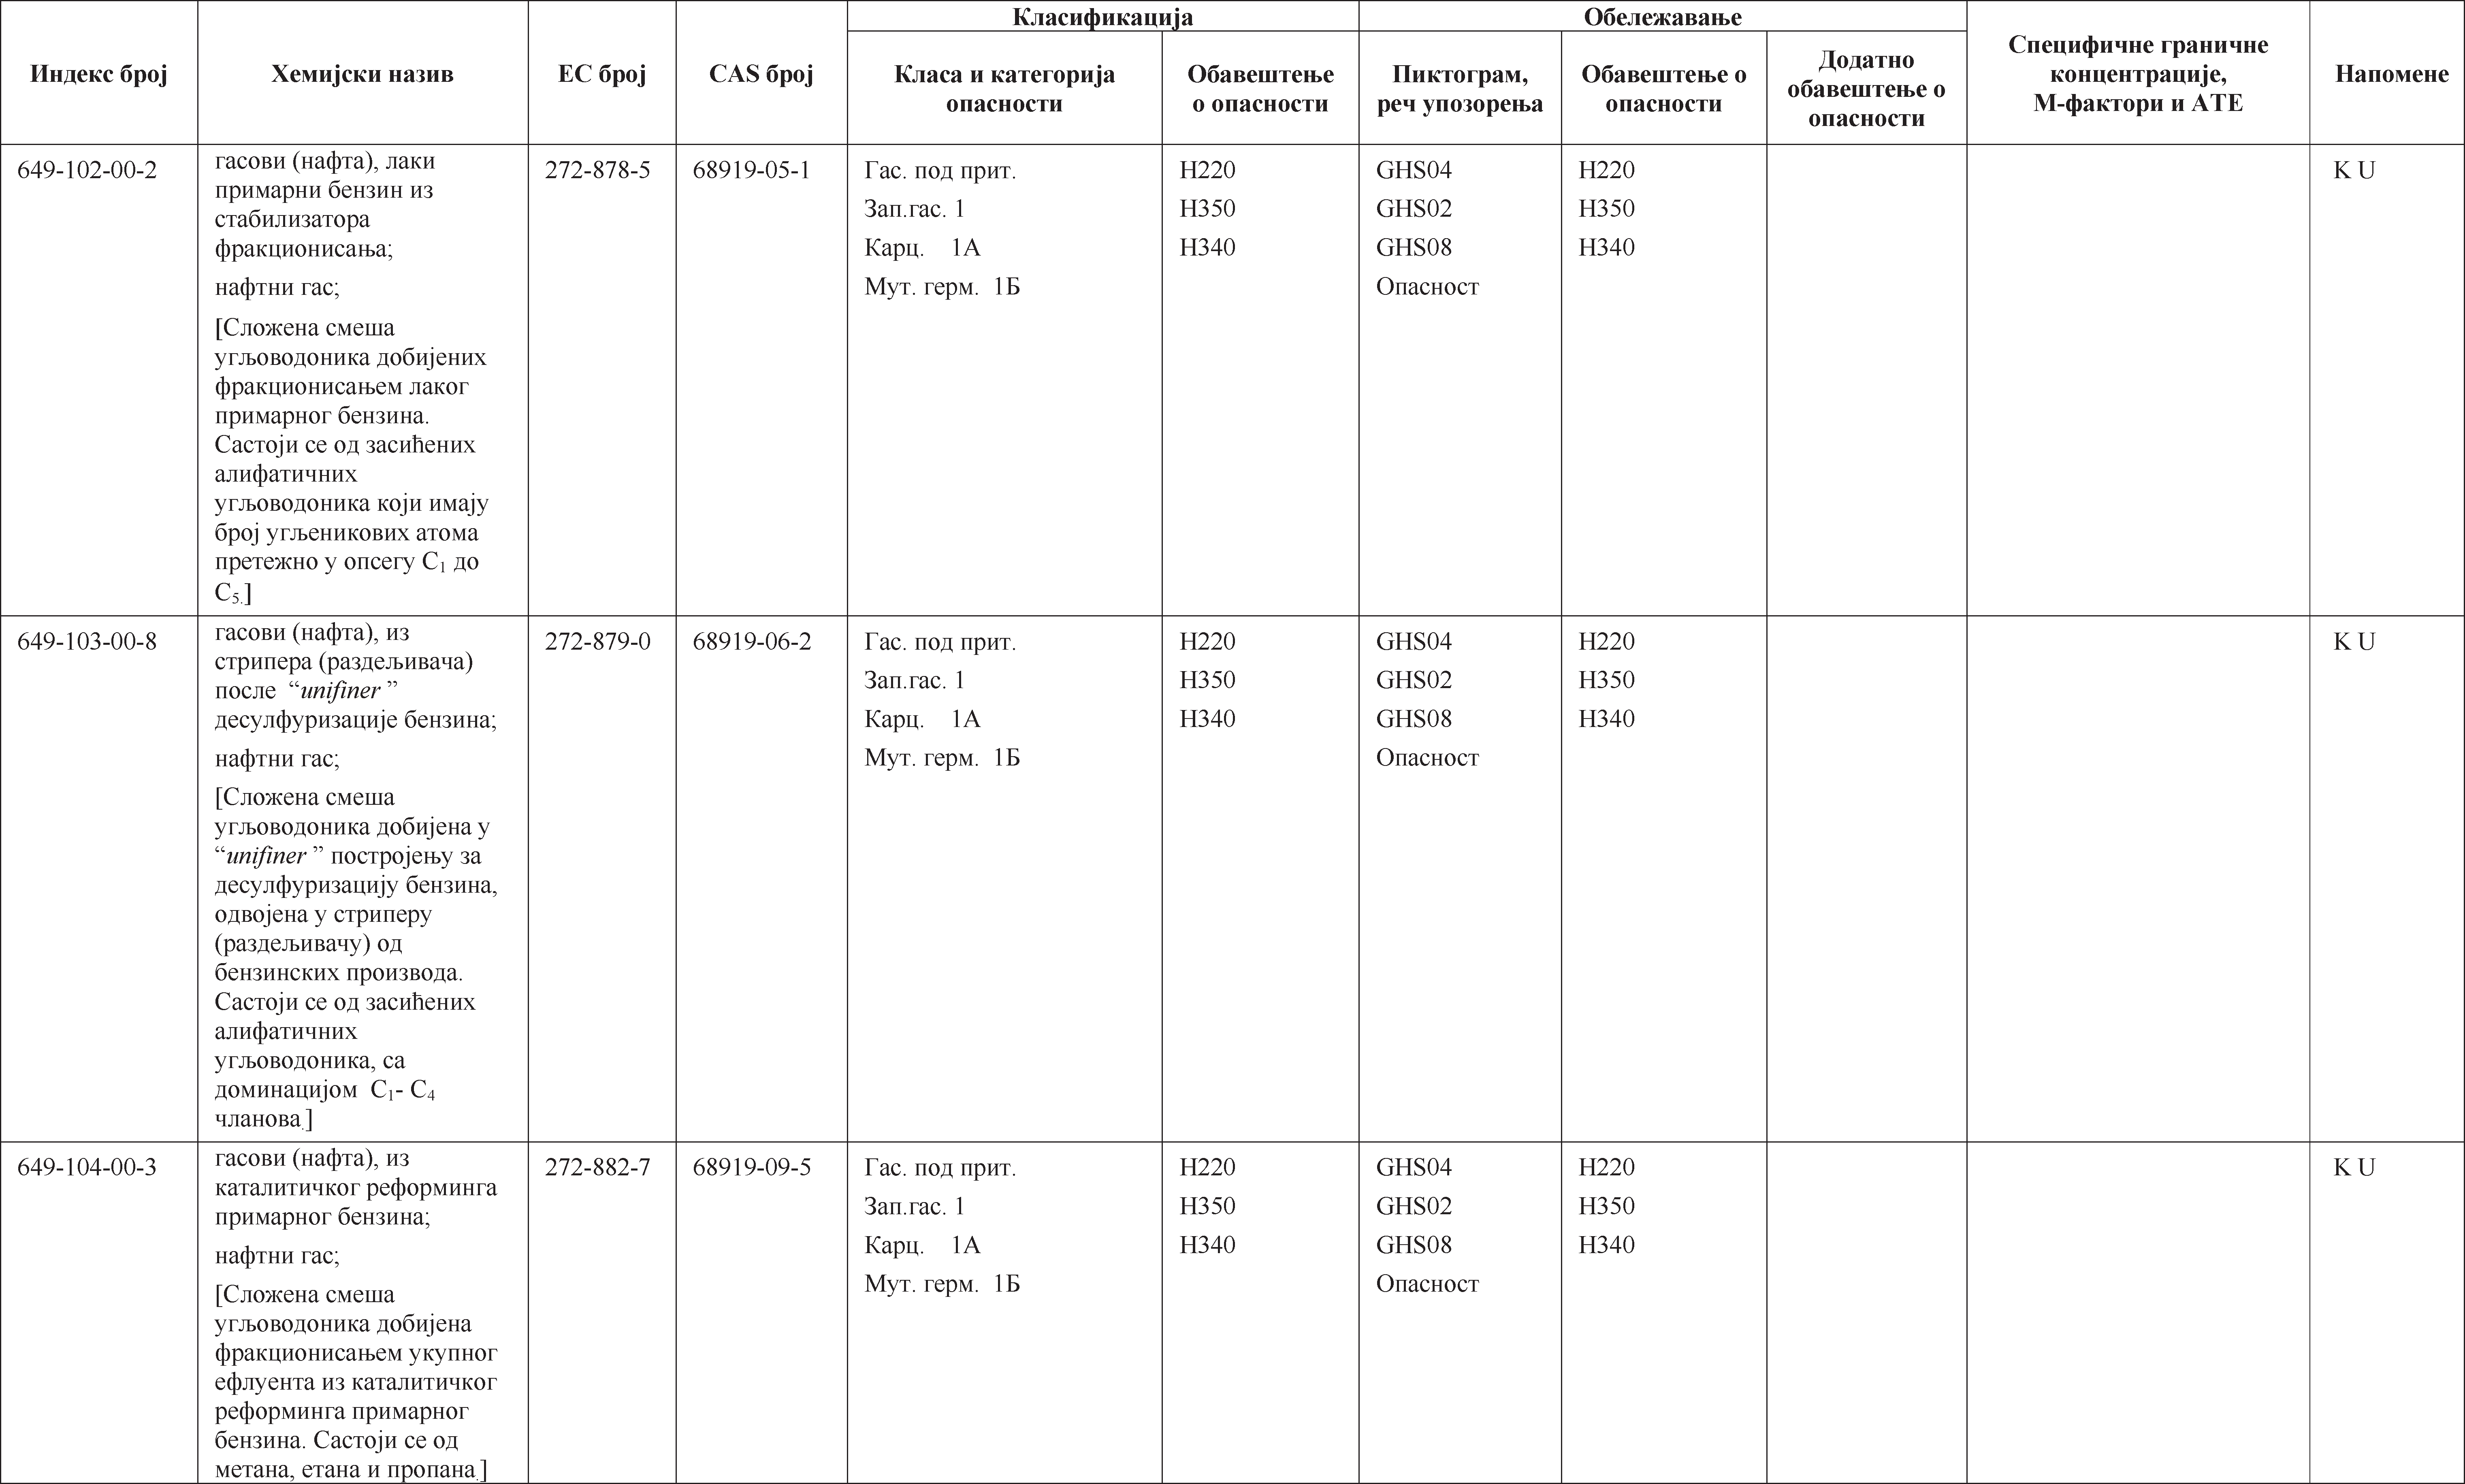 Индекс број
Хемијски назив
ЕС број
CAS број
Класификација
Обележавање
Специфичне граничне
концентрације,
М-фактори и АТЕ
Напомене
Класа и категорија
опасности
Обавештење
о опасности
Пиктограм,
реч упозорења
Обавештење о
опасности
Додатно
обавештење о
опасности
649-102-00-2
гасови (нафта), лаки
примарни бензин из
стабилизатора
фракционисања;
нафтни гас;
[Сложена смеша
угљоводоника добијених
фракционисањем лаког
примарног бензина.
Састоји се од засићених
алифатичних
угљоводоника који имају
број угљеникових атома
претежно у опсегу C₁ до
C₅.]
272-878-5
68919-05-1
Гас. под прит.
Зап.гас. 1
Карц. 1А
Мут. герм. 1Б
H220
H350
H340
GHS04
GHS02
GHS08
Опасност
H220
H350
H340
K U
649-103-00-8
гасови (нафта), из
стрипера (раздељивача)
после “unifiner ”
десулфуризације бензина;
нафтни гас;
[Сложена смеша
угљоводоника добијена у
“unifiner ” постројењу за
десулфуризацију бензина,
одвојена у стриперу
(раздељивачу) од
бензинских производа.
Састоји се од засићених
алифатичних
угљоводоника, са
доминацијом C₁- C₄
чланова.]
272-879-0
68919-06-2
Гас. под прит.
Зап.гас. 1
Карц. 1А
Мут. герм. 1Б
H220
H350
H340
GHS04
GHS02
GHS08
Опасност
H220
H350
H340
K U
649-104-00-3
гасови (нафта), из
каталитичког реформинга
примарног бензина;
нафтни гас;
[Сложена смеша
угљоводоника добијена
фракционисањем укупног
ефлуента из каталитичког
реформинга примарног
бензина. Састоји се од
метана, етана и пропана.]
272-882-7
68919-09-5
Гас. под прит.
Зап.гас. 1
Карц. 1А
Мут. герм. 1Б
H220
H350
H340
GHS04
GHS02
GHS08
Опасност
H220
H350
H340
K U